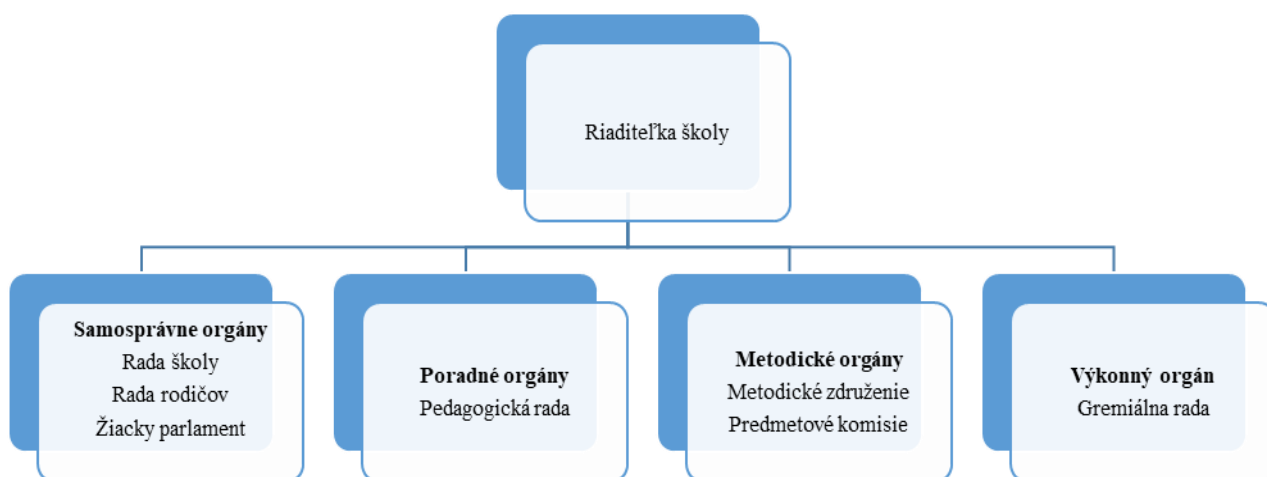 Riaditeľka školy
Samosprávne orgány
Rada školy
Rada rodičov
Žiacky parlament
Poradné orgány
Pedagogická rada
Metodické orgány
Metodické združenie
Predmetové komisie
Výkonný orgán
Gremiálna rada